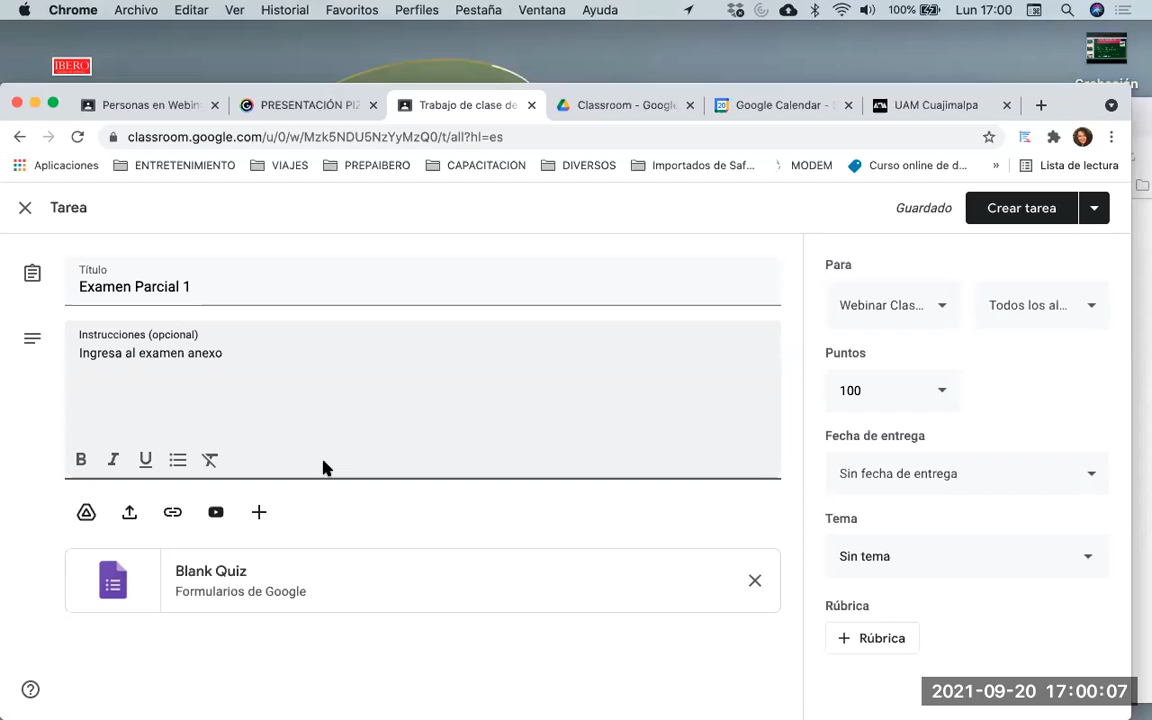 Chrome Archivo Editar Ver Historial Favoritos Perfiles Pestaña Ventana Ayuda 100% Lun 17:00
IBERO
Grabación
Personas en Webin PRESENTACIÓN PIZ Trabajo de clase de Classroom - Google Google Calendar - S UAM Cuajimalpa
classroom.google.com/u/0/w/Mzk5NDU5NzYyMzQ0/t/all?hl=es
Aplicaciones ENTRETENIMIENTO VIAJES PREPAIBERO CAPACITACION DIVERSOS Importados de Saf... MODEM Curso online de d... » Lista de lectura
Tarea Guardado Crear tarea
Título
Examen Parcial 1
Instrucciones (opcional)
Ingresa al examen anexo
B I U
Blank Quiz
Formularios de Google
Para
Webinar Clas... Todos los al...
Puntos
100
Fecha de entrega
Sin fecha de entrega
Tema
Sin tema
Rúbrica
+ Rúbrica
2021-09-20 17:00:07